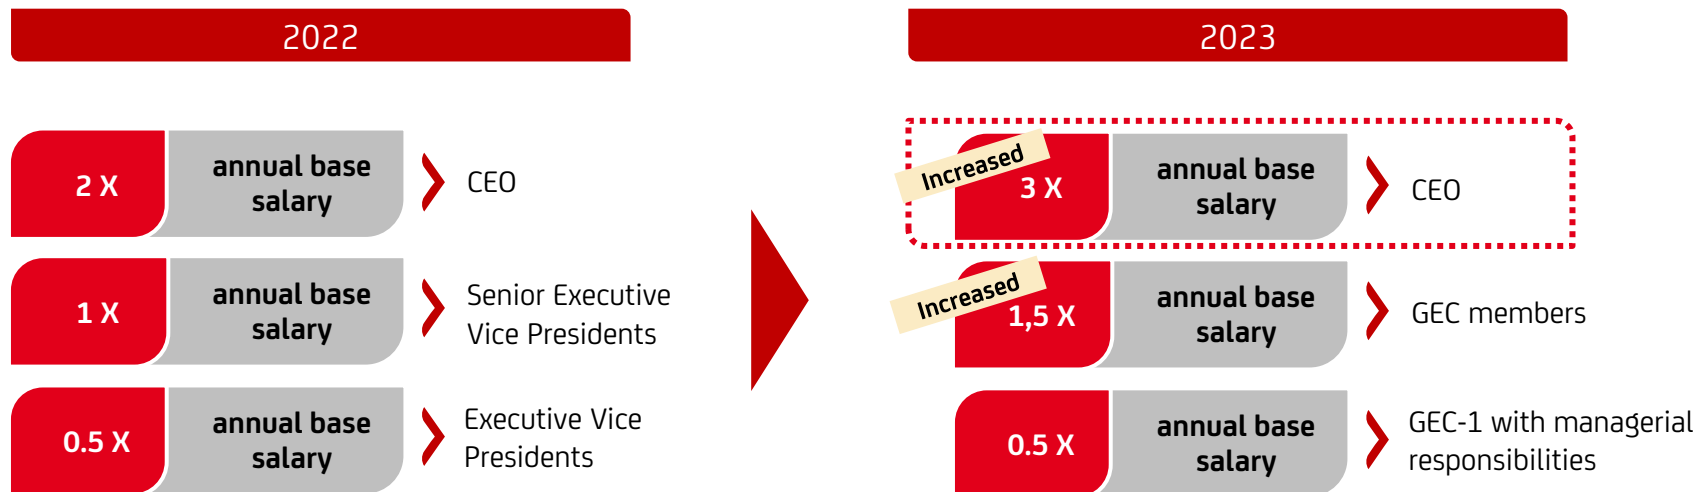 2022
2 X
annual base
salary
CEO
1 X
annual base
salary
Senior Executive
Vice Presidents
0.5 X
annual base
salary
Executive Vice
Presidents
2023
Increased
3 X
annual base
salary
CEO
Increased
1,5 X
annual base
salary
GEC members
0.5 X
annual base
salary
GEC-1 with managerial
responsibilities